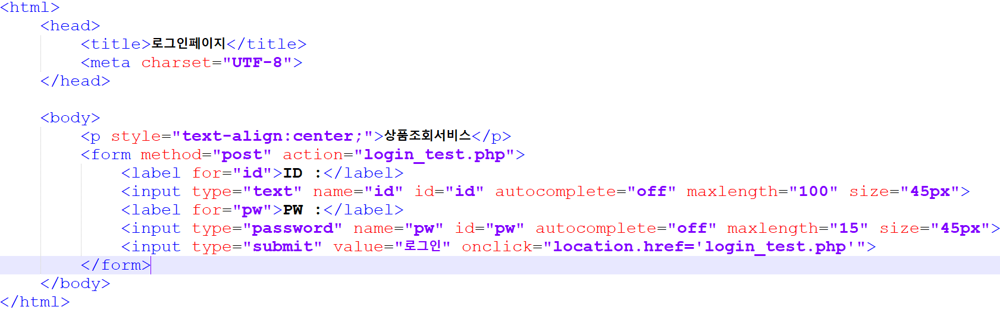 <html>
<head>
<title>로그인페이지</title>
<meta charset="UTF-8">
</head>
<body>
<p style="text-align:center;">상품조회서비스</p>
<form method="post" action="login_test.php">
<label for="id">ID :</label>
<input type="text" name="id" id="id" autocomplete="off" maxlength="100" size="45px">
<label for="pw">PW :</label>
<input type="password" name="pw" id="pw" autocomplete="off" maxlength="15" size="45px">
<input type="submit" value="로그인" onclick="location.href='login_test.php'">
</form>
</body>
</html>